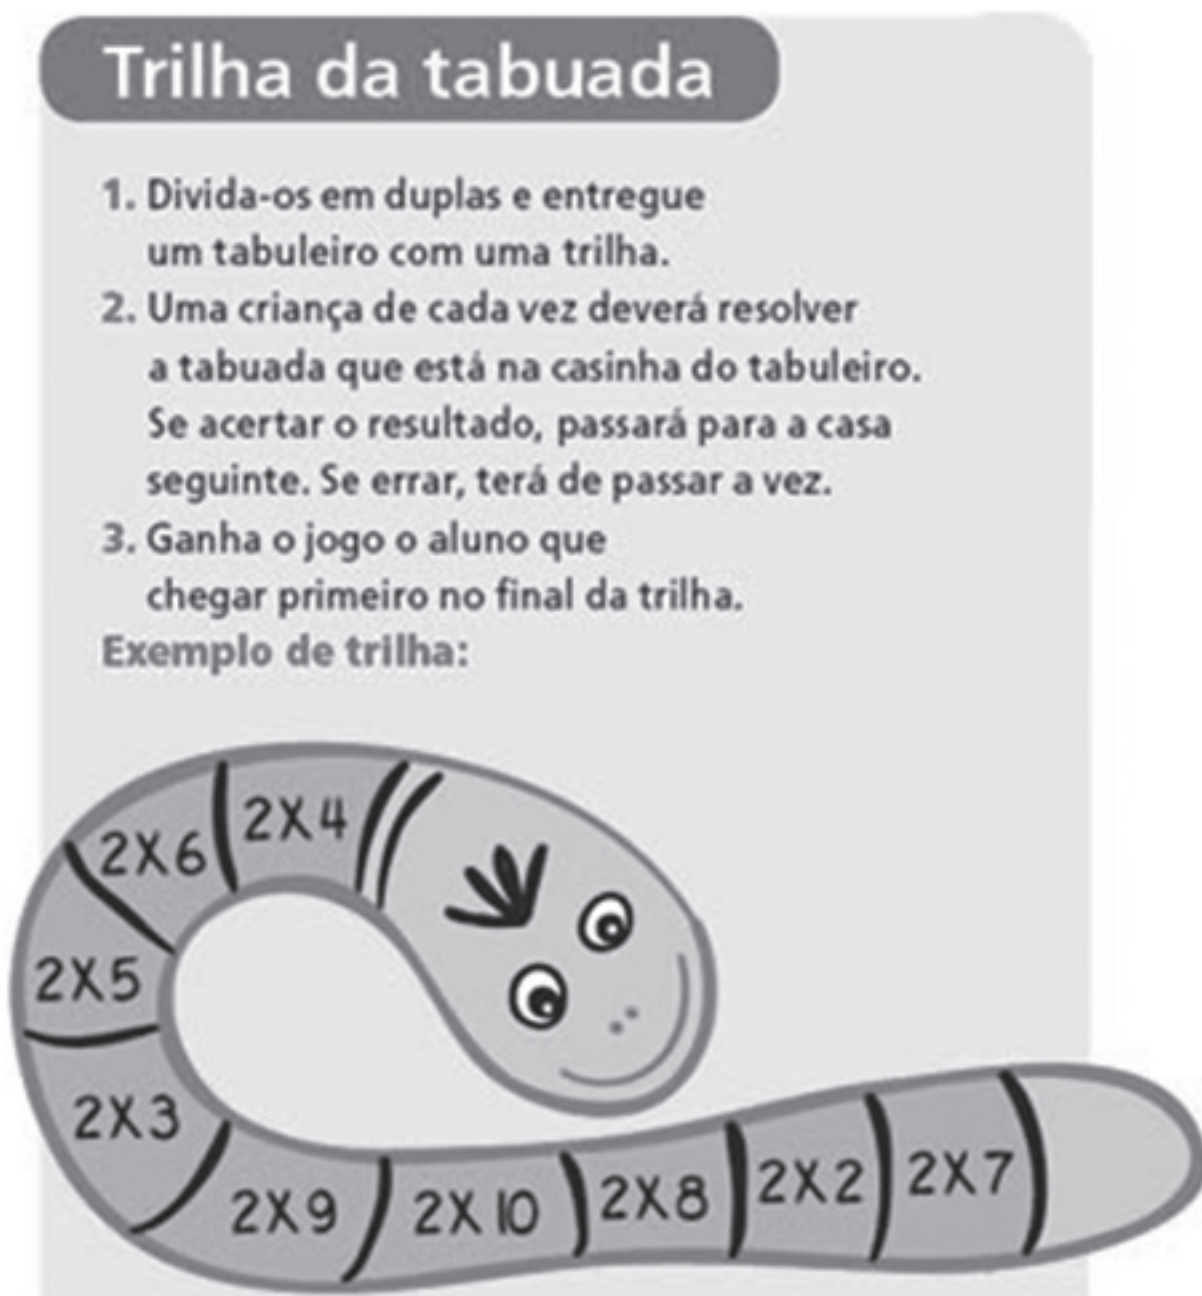 Trilha da tabuada
1. Divida-os em duplas e entregue
um tabuleiro com uma trilha.
2. Uma criança de cada vez deverá resolver
a tabuada que está na casinha do tabuleiro.
Se acertar o resultado, passará para a casa
seguinte. Se errar, terá de passar a vez.
3. Ganha o jogo o aluno que
chegar primeiro no final da trilha.
Exemplo de trilha:
2X4
2X6
2X5
2X3
2X9
2X10
2X8
2X2
2X7